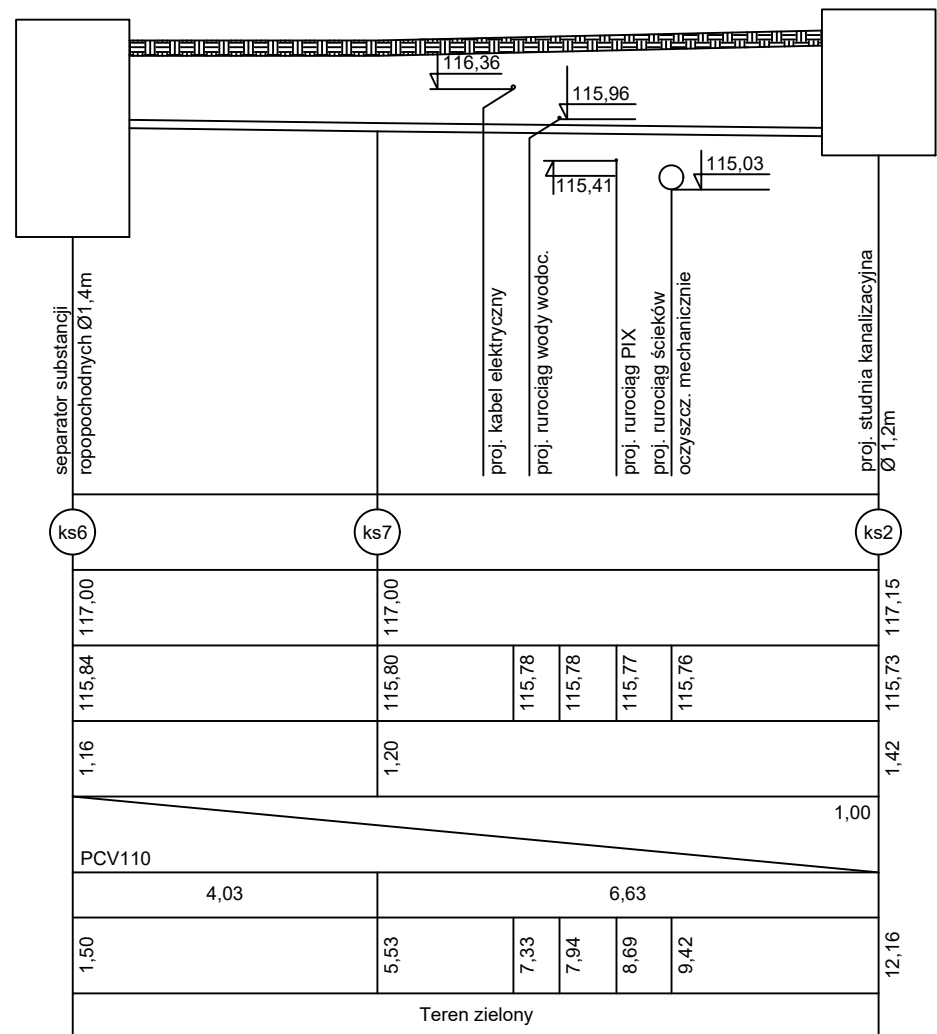 116,36
115,96
115,41
115,03
separator substancji
ropopochodnych Ø1,4m
proj. kabel elektryczny
proj. rurociąg wody wodoc.
proj. rurociąg PIX
proj. rurociąg ścieków
oczyszcz. mechanicznie
proj. studnia kanalizacyjna
Ø 1,2m
ks6
ks7
ks2
117,00
117,00
117,15
115,84
115,80
115,78
115,78
115,77
115,76
115,73
1,16
1,20
1,42
1,00
PCV110
4,03
6,63
1,50
5,53
7,33
7,94
8,69
9,42
12,16
Teren zielony